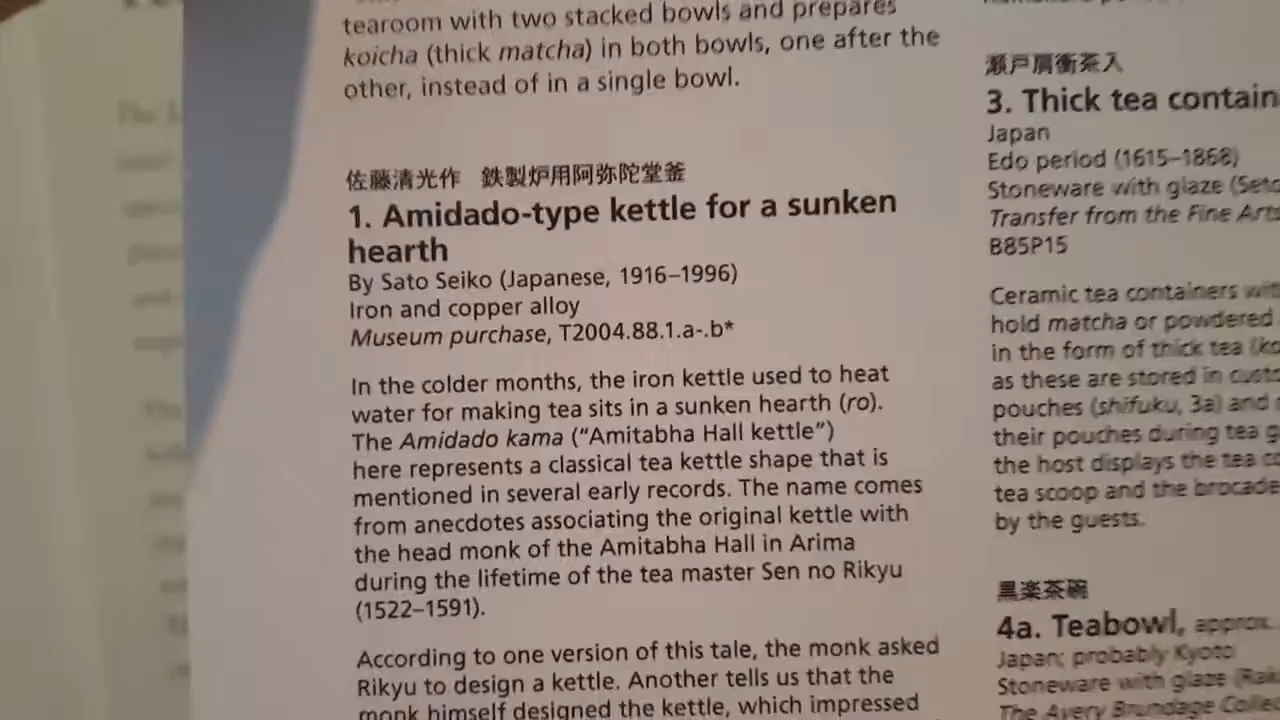 tearoom with two stacked bowls and prepares
koicha (thick matcha) in both bowls, one after the
other, instead of in a single bowl.
佐藤清光作 鉄製炉用阿弥陀堂釜
1. Amidado-type kettle for a sunken
hearth
By Sato Seiko (Japanese, 1916–1996)
Iron and copper alloy
Museum purchase, T2004.88.1.a-.b*
In the colder months, the iron kettle used to heat
water for making tea sits in a sunken hearth (ro).
The Amidado kama (“Amitabha Hall kettle”)
here represents a classical tea kettle shape that is
mentioned in several early records. The name comes
from anecdotes associating the original kettle with
the head monk of the Amitabha Hall in Arima
during the lifetime of the tea master Sen no Rikyu
(1522–1591).
According to one version of this tale, the monk asked
Rikyu to design a kettle. Another tells us that the
monk himself designed the kettle, which impressed
瀬戸肩衝茶入
3. Thick tea contain
Japan
Edo period (1615–1868)
Stoneware with glaze (Seto
Transfer from the Fine Arts
B85P15
Ceramic tea containers wit
hold matcha or powdered
in the form of thick tea (ko
as these are stored in custo
pouches (shifuku, 3a) and
their pouches during tea g
the host displays the tea co
tea scoop and the brocade
by the guests.
黒楽茶碗
4a. Teabowl, approx.
Japan; probably Kyoto
Stoneware with glaze (Rak
The Avery Brundage Collec